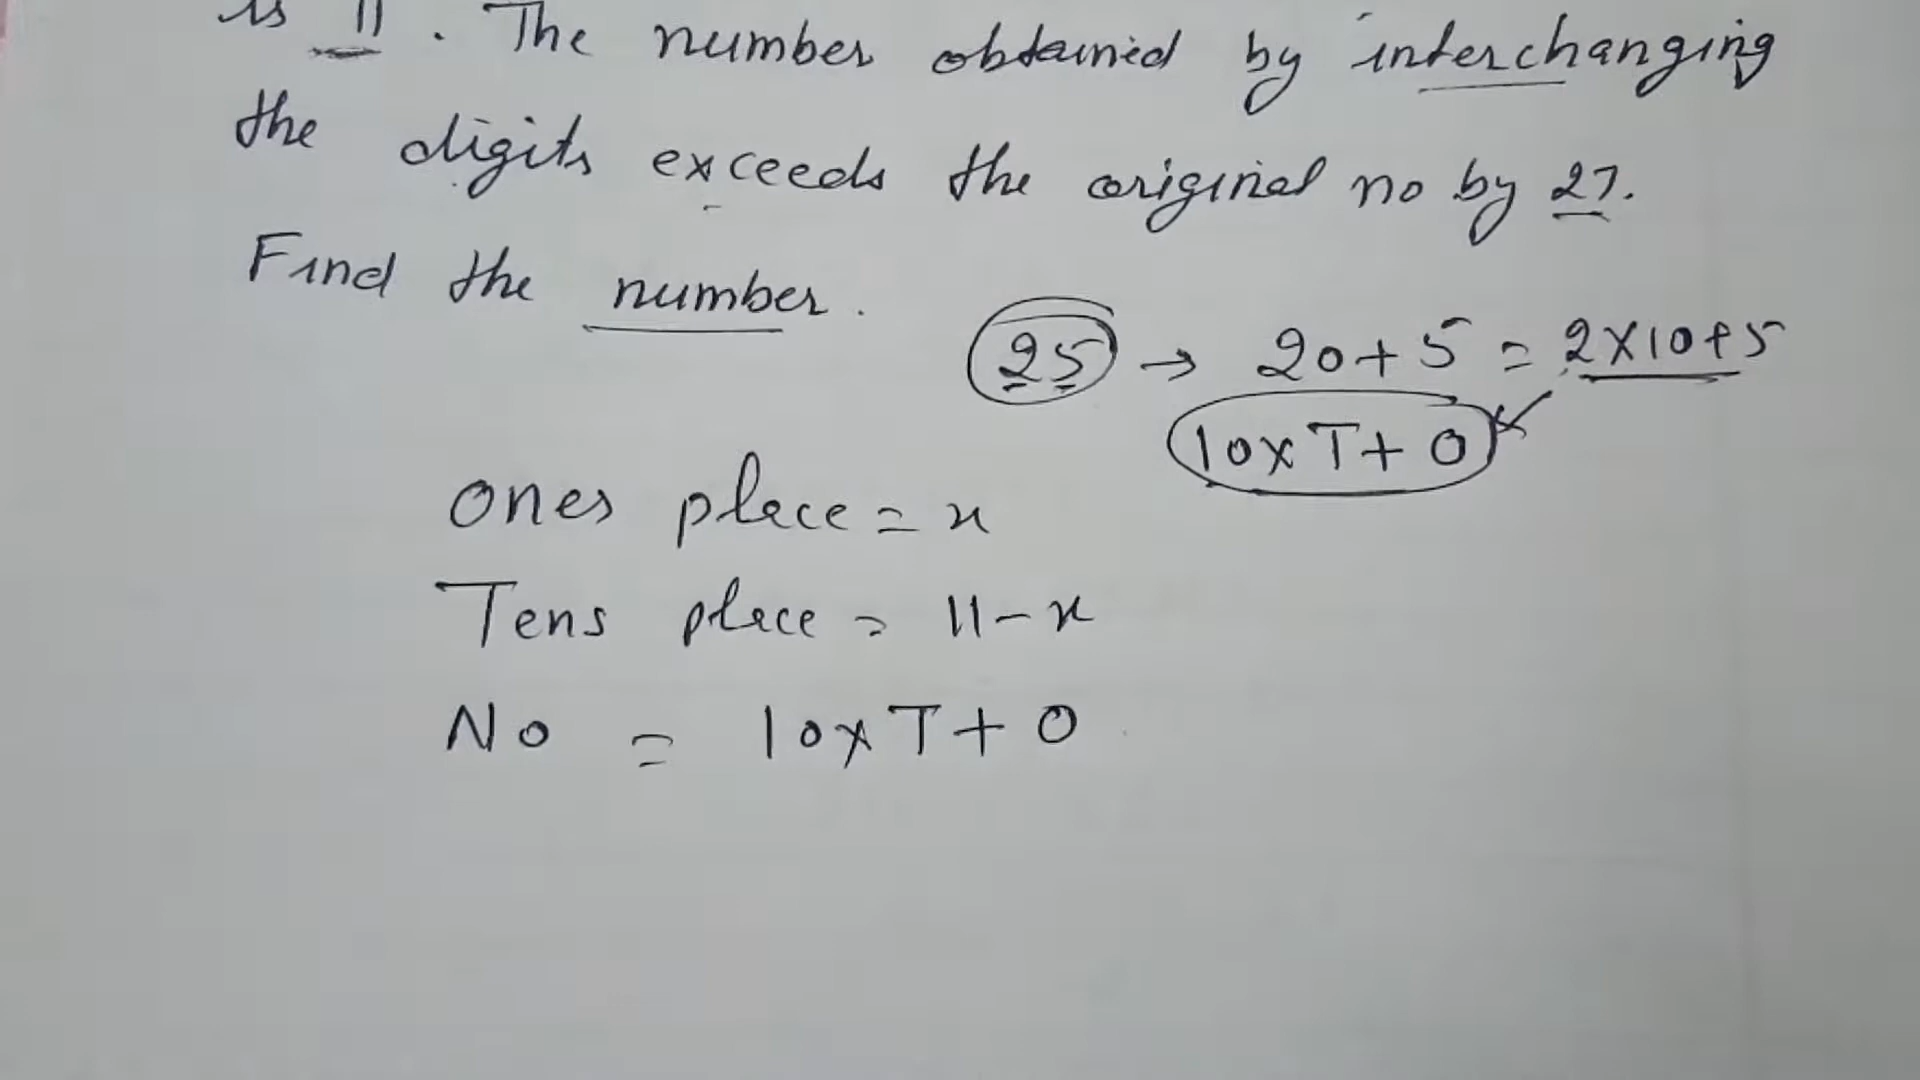 is 11. The number obtained by interchanging
the digits exceeds the original no by 27.
Find the number.
25 → 20+5 = 2×10+5
10×T+O
Ones place = x
Tens place = 11-x
No = 10×T+O